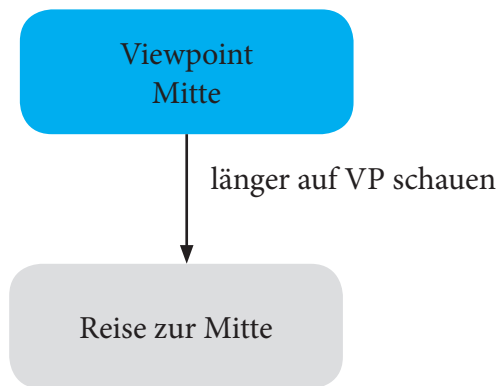 Viewpoint
Mitte
länger auf VP schauen
Reise zur Mitte